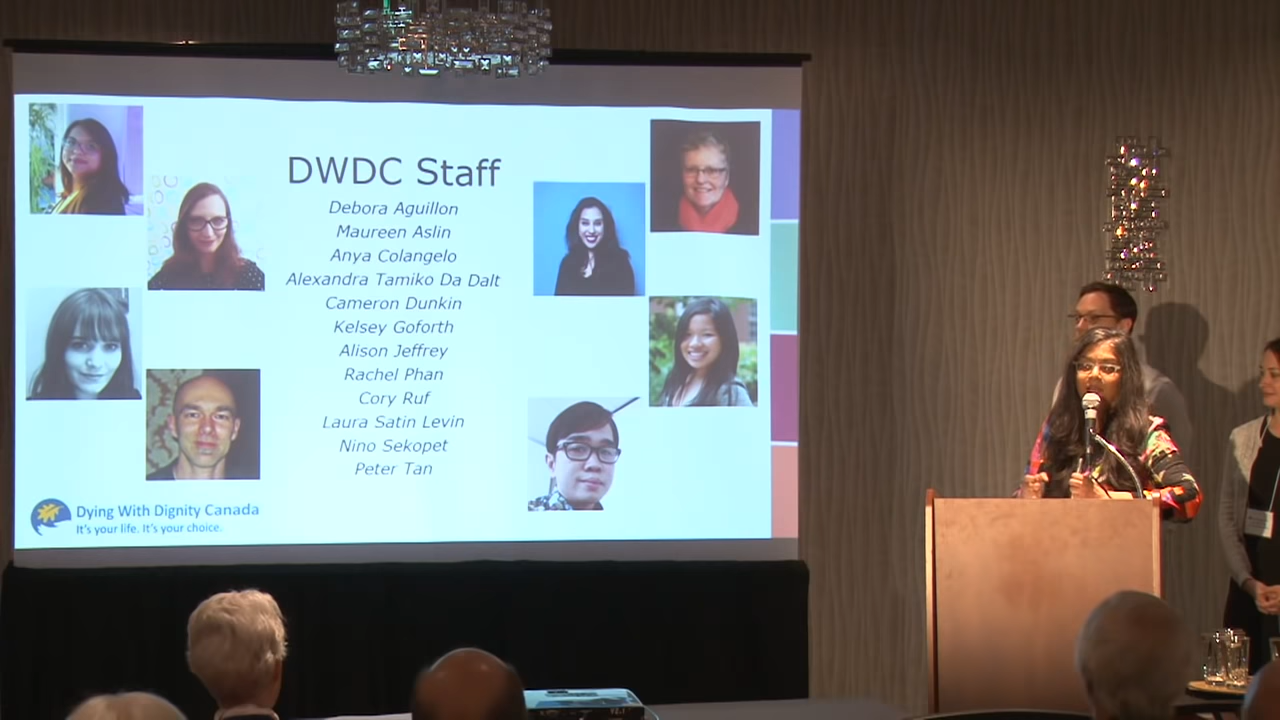 DWDC Staff
Debora Aguillon
Maureen Aslin
Anya Colangelo
Alexandra Tamiko Da Dalt
Cameron Dunkin
Kelsey Goforth
Alison Jeffrey
Rachel Phan
Cory Ruf
Laura Satin Levin
Nino Sekopet
Peter Tan
Dying With Dignity Canada
It's your life. It's your choice.